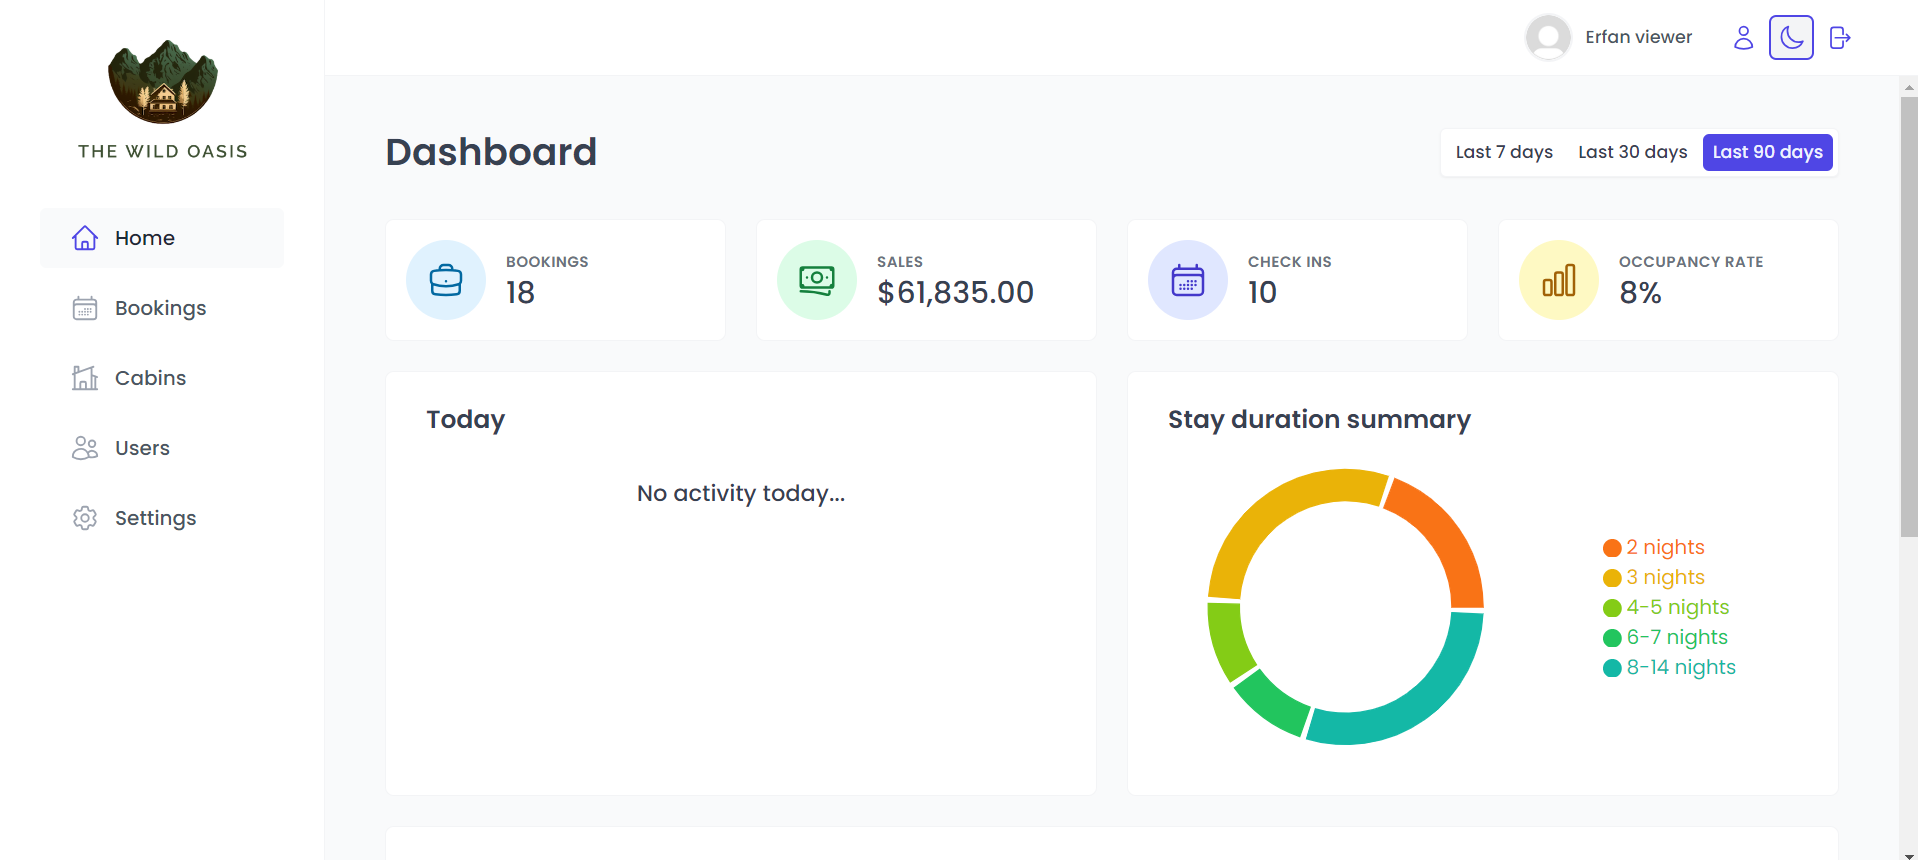 THE WILD OASIS
Home
Bookings
Cabins
Users
Settings
Erfan viewer
Dashboard
Last 7 days
Last 30 days
Last 90 days
BOOKINGS
18
SALES
$61,835.00
CHECK INS
10
OCCUPANCY RATE
8%
Today
No activity today...
Stay duration summary
2 nights
3 nights
4-5 nights
6-7 nights
8-14 nights